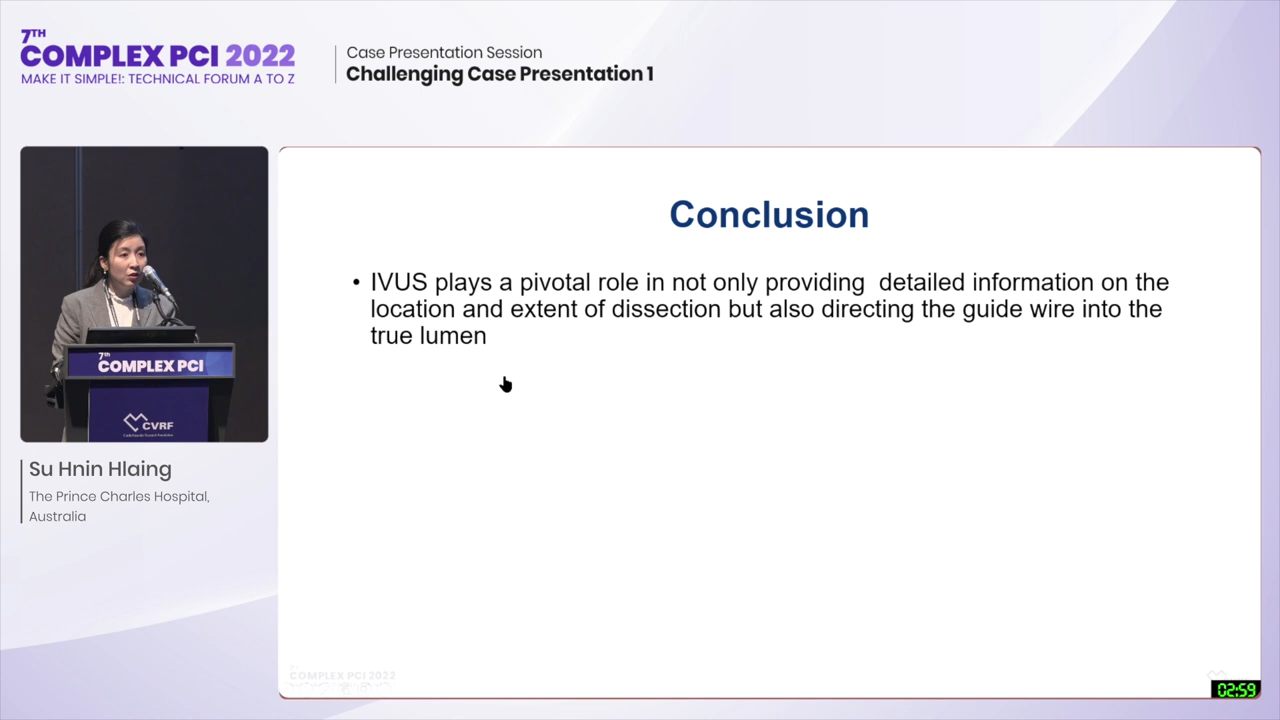 7TH
COMPLEX PCI 2022
MAKE IT SIMPLE!: TECHNICAL FORUM A TO Z
Case Presentation Session
Challenging Case Presentation 1
7th
COMPLEX PCI
CVRF
Su Hnin Hlaing
The Prince Charles Hospital,
Australia
Conclusion
• IVUS plays a pivotal role in not only providing  detailed information on the
location and extent of dissection but also directing the guide wire into the
true lumen
COMPLEX PCI 2022
02:59